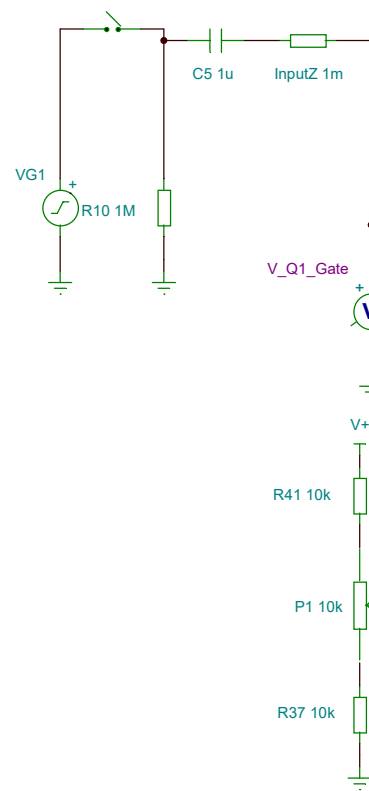 C5 1u
InputZ 1m
VG1
+
R10 1M
V_Q1_Gate
+
V+
R41 10k
P1 10k
R37 10k